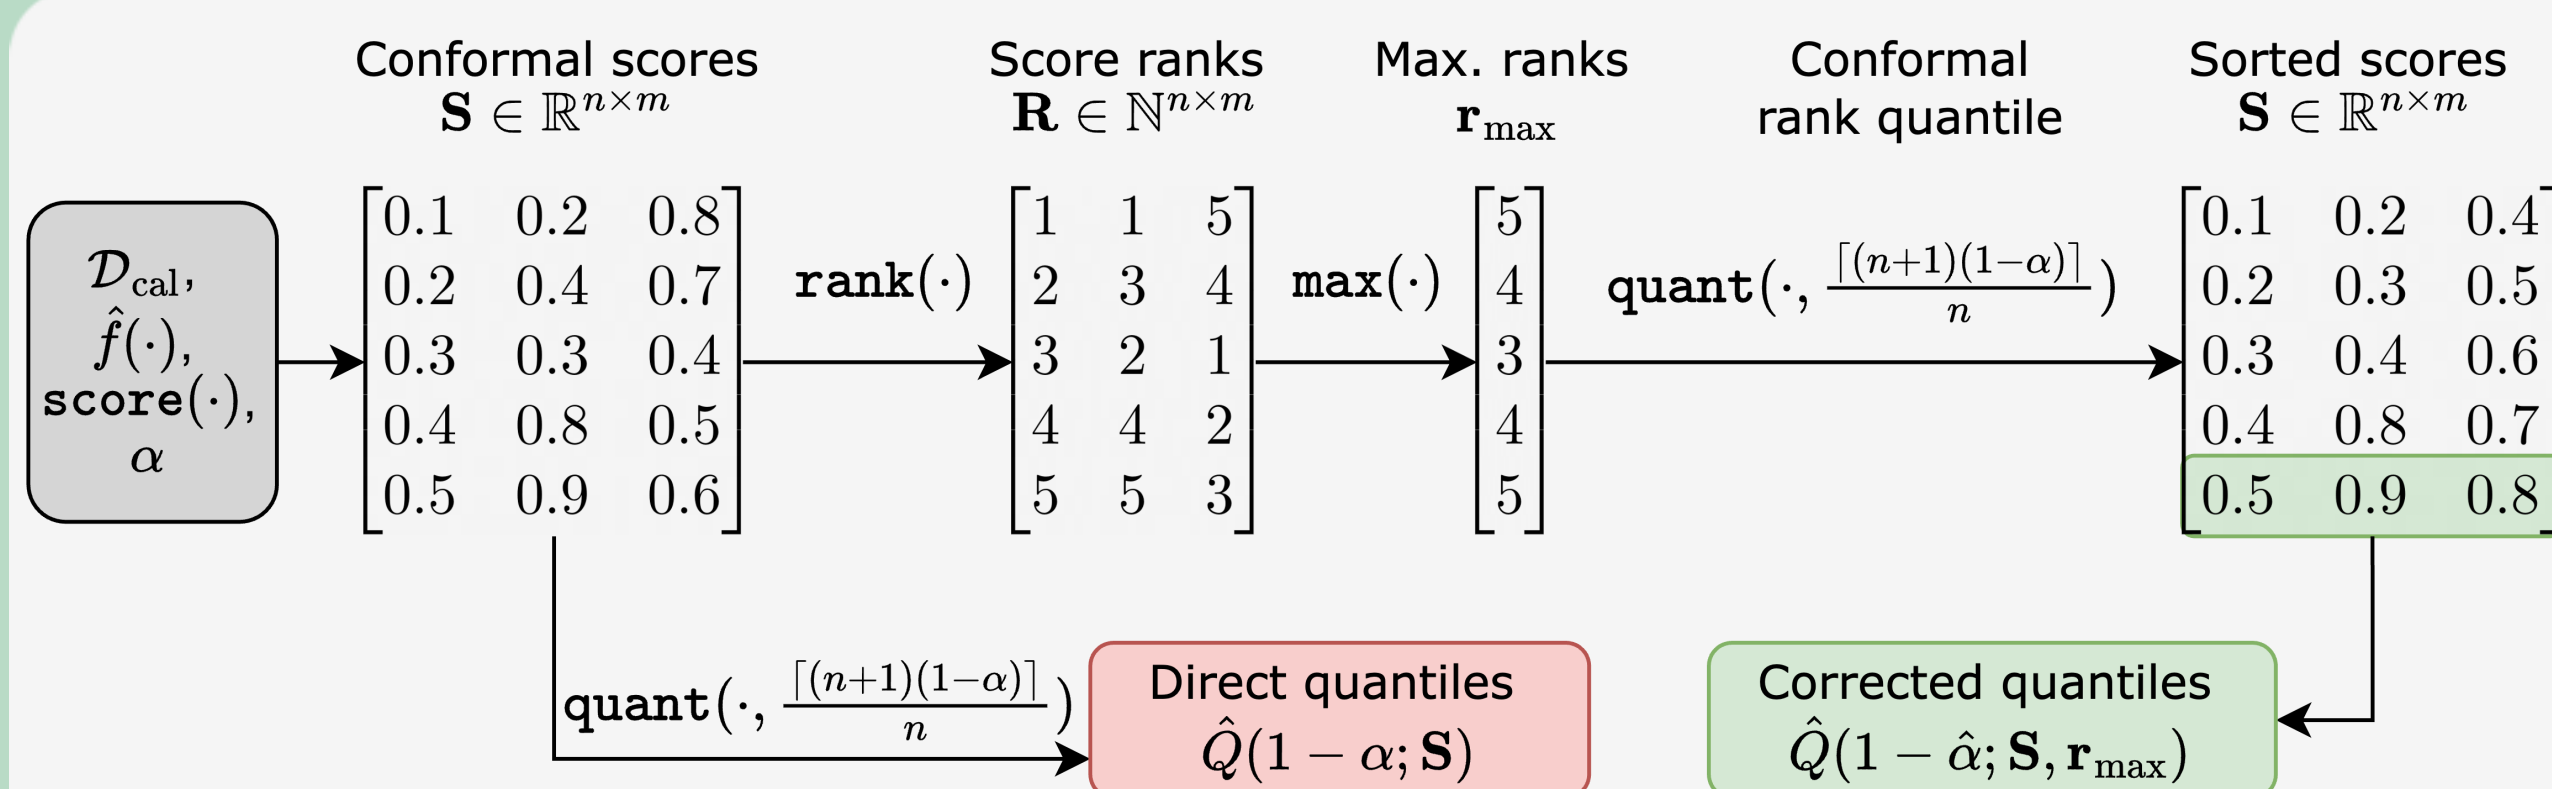 Conformal scores
S ∈ ℝ^{n×m}
Score ranks
R ∈ ℕ^{n×m}
Max. ranks
r_max
Conformal
rank quantile
Sorted scores
S ∈ ℝ^{n×m}
𝒟_cal,
f̂(·),
score(·),
α
0.1 0.2 0.8
0.2 0.4 0.7
0.3 0.3 0.4
0.4 0.8 0.5
0.5 0.9 0.6
rank(·)
1 1 5
2 3 4
3 2 1
4 4 2
5 5 3
max(·)
5
4
3
4
5
quant(·, ⌈(n+1)(1−α)⌉/n)
0.1 0.2 0.4
0.2 0.3 0.5
0.3 0.4 0.6
0.4 0.8 0.7
0.5 0.9 0.8
quant(·, ⌈(n+1)(1−α)⌉/n)
Direct quantiles
Q̂(1 − α; S)
Corrected quantiles
Q̂(1 − α̂; S, r_max)